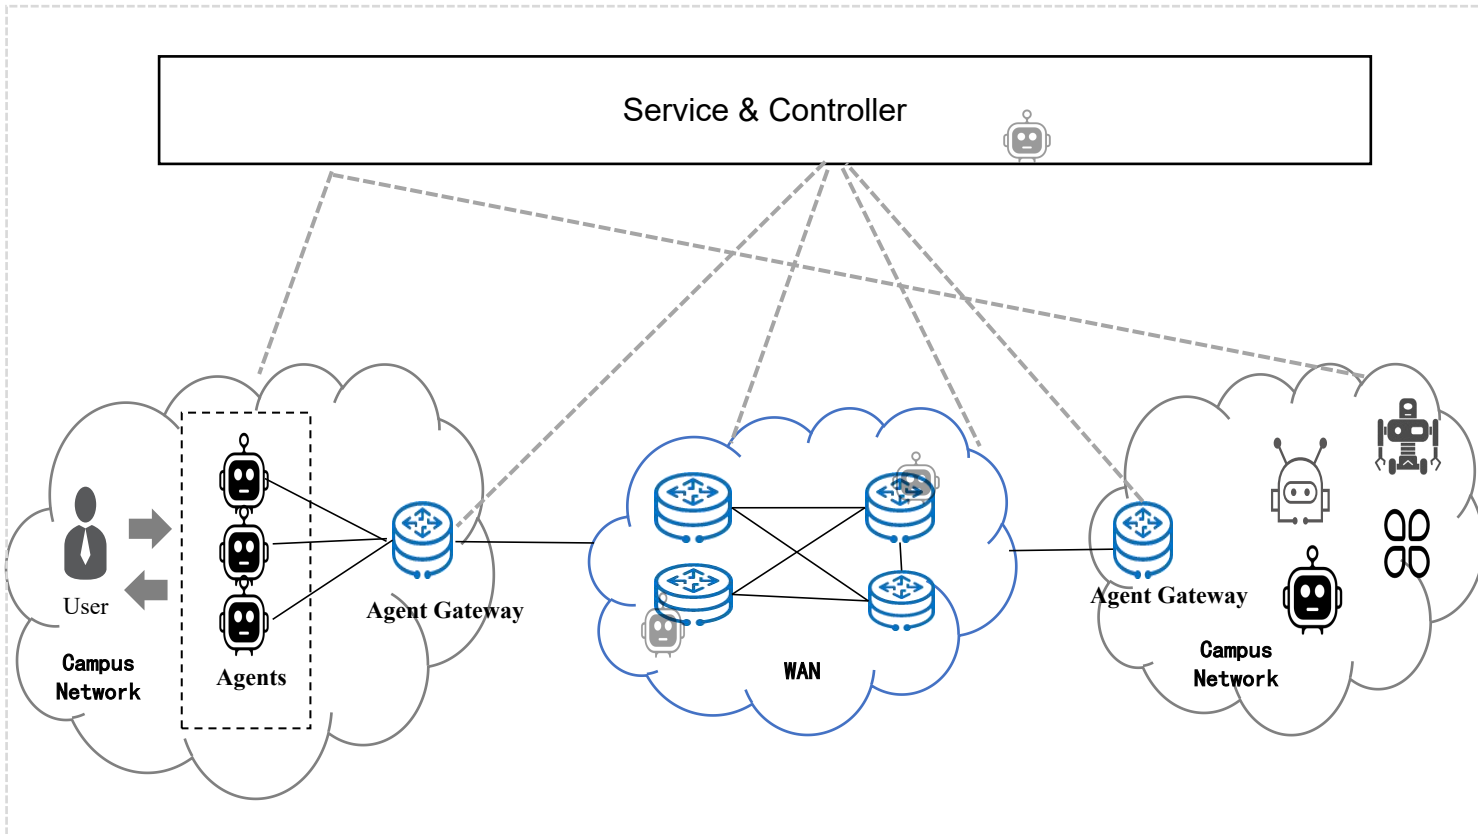 Service & Controller
User
Campus
Network
Agents
Agent Gateway
WAN
Agent Gateway
Campus
Network